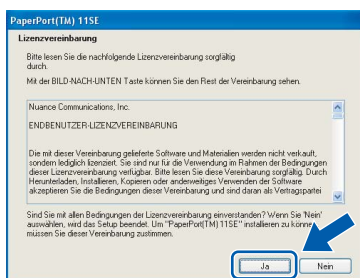 PaperPort(TM) 11SE
Lizenzvereinbarung
Bitte lesen Sie die nachfolgende Lizenzvereinbarung sorgfältig
durch.
Mit der BILD-NACH-UNTEN Taste können Sie den Rest der Vereinbarung sehen.
Nuance Communications, Inc.
ENDBENUTZER-LIZENZVEREINBARUNG
Die mit dieser Vereinbarung gelieferte Software und Materialien werden nicht verkauft,
sondern lediglich lizenziert. Sie sind nur für die Verwendung im Rahmen der Bedingungen
dieser Lizenzvereinbarung verfügbar. Bitte lesen Sie diese Vereinbarung sorgfältig. Durch
Herunterladen, Installieren, Kopieren oder anderweitiges Verwenden der Software
akzeptieren Sie die Bedingungen dieser Vereinbarung und sind daran als Vertragspartei
Sind Sie mit allen Bedingungen der Lizenzvereinbarung einverstanden? Wenn Sie 'Nein'
auswählen, wird das Setup beendet. Um "PaperPort(TM) 11SE" installieren zu könne
müssen Sie dieser Vereinbarung zustimmen.
Ja
Nein